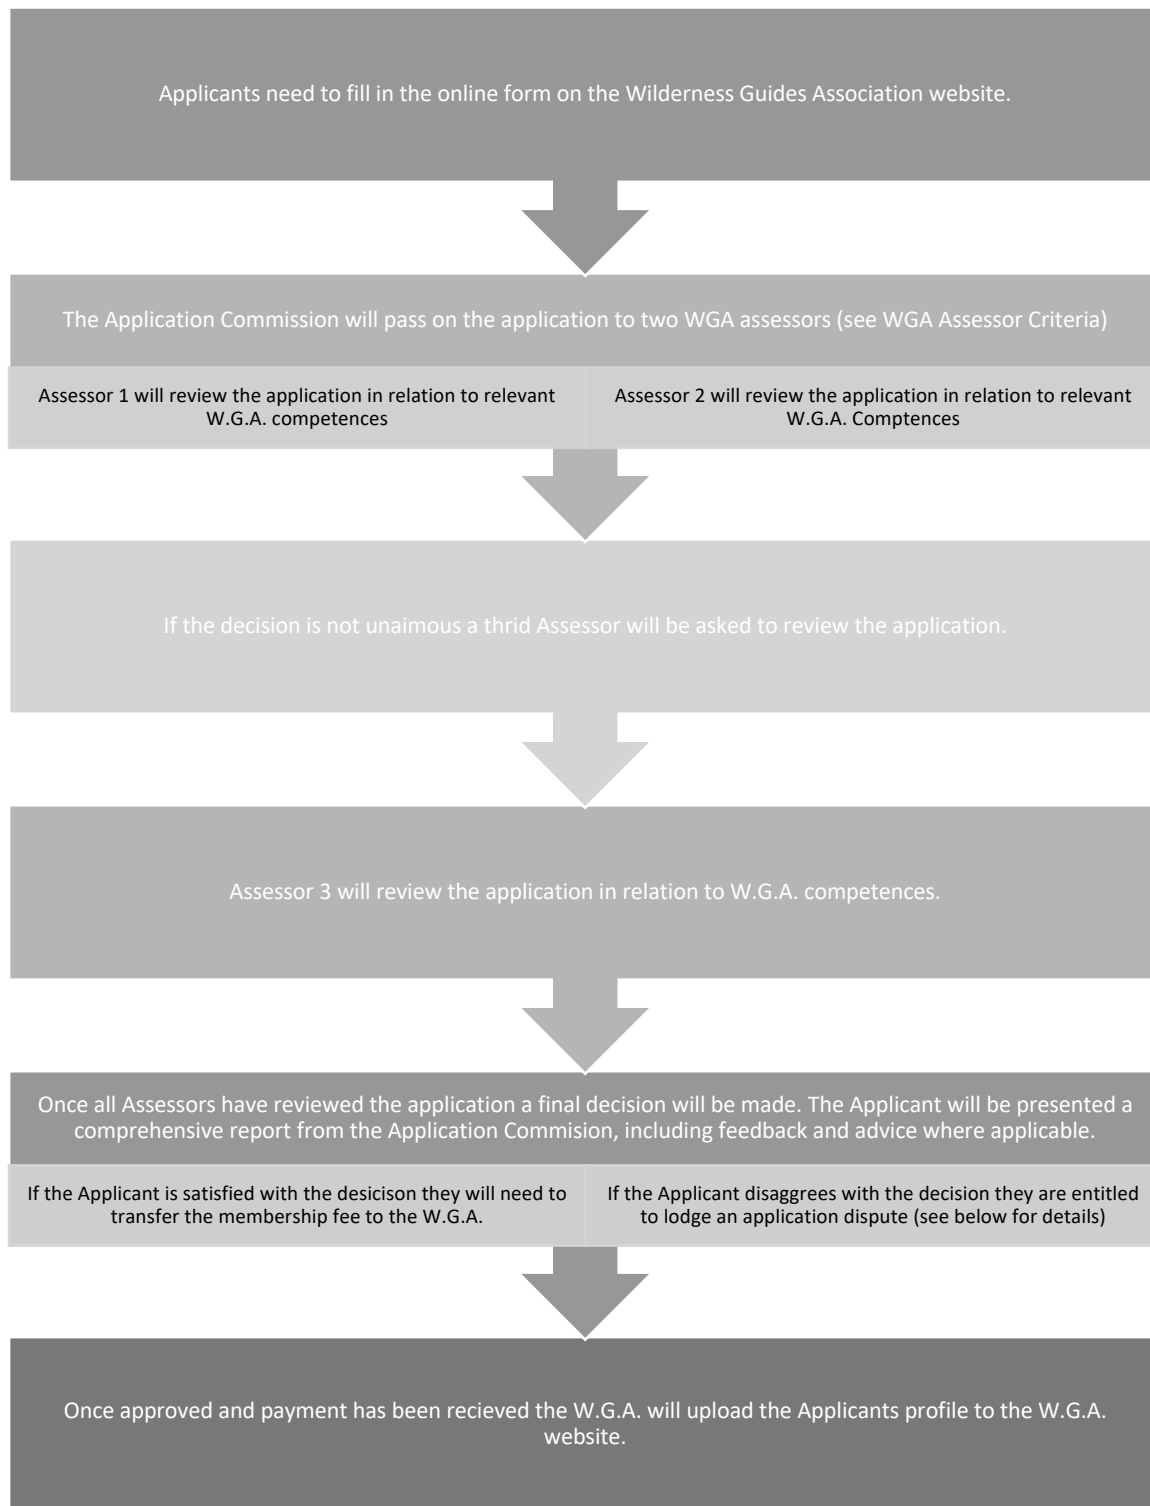 Applicants need to fill in the online form on the Wilderness Guides Association website.
The Application Commission will pass on the application to two WGA assessors (see WGA Assessor Criteria)
Assessor 1 will review the application in relation to relevant
W.G.A. competences
Assessor 2 will review the application in relation to relevant
W.G.A. Comptences
If the decision is not unaimous a thrid Assessor will be asked to review the application.
Assessor 3 will review the application in relation to W.G.A. competences.
Once all Assessors have reviewed the application a final decision will be made. The Applicant will be presented a
comprehensive report from the Application Commision, including feedback and advice where applicable.
If the Applicant is satisfied with the desicison they will need to
transfer the membership fee to the W.G.A.
If the Applicant disaggrees with the decision they are entitled
to lodge an application dispute (see below for details)
Once approved and payment has been recieved the W.G.A. will upload the Applicants profile to the W.G.A.
website.